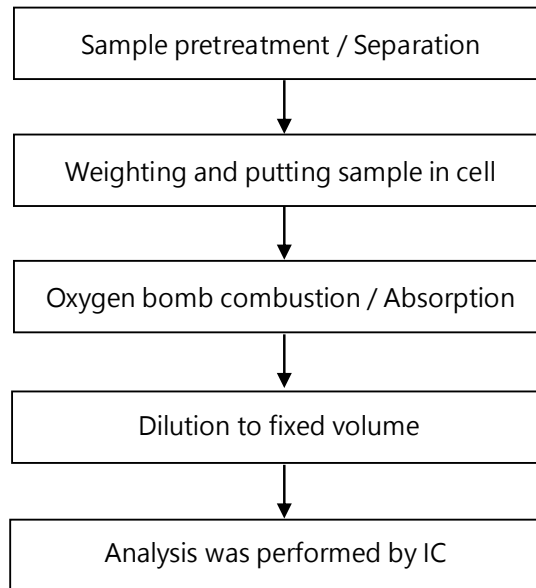 Sample pretreatment / Separation
Weighting and putting sample in cell
Oxygen bomb combustion / Absorption
Dilution to fixed volume
Analysis was performed by IC